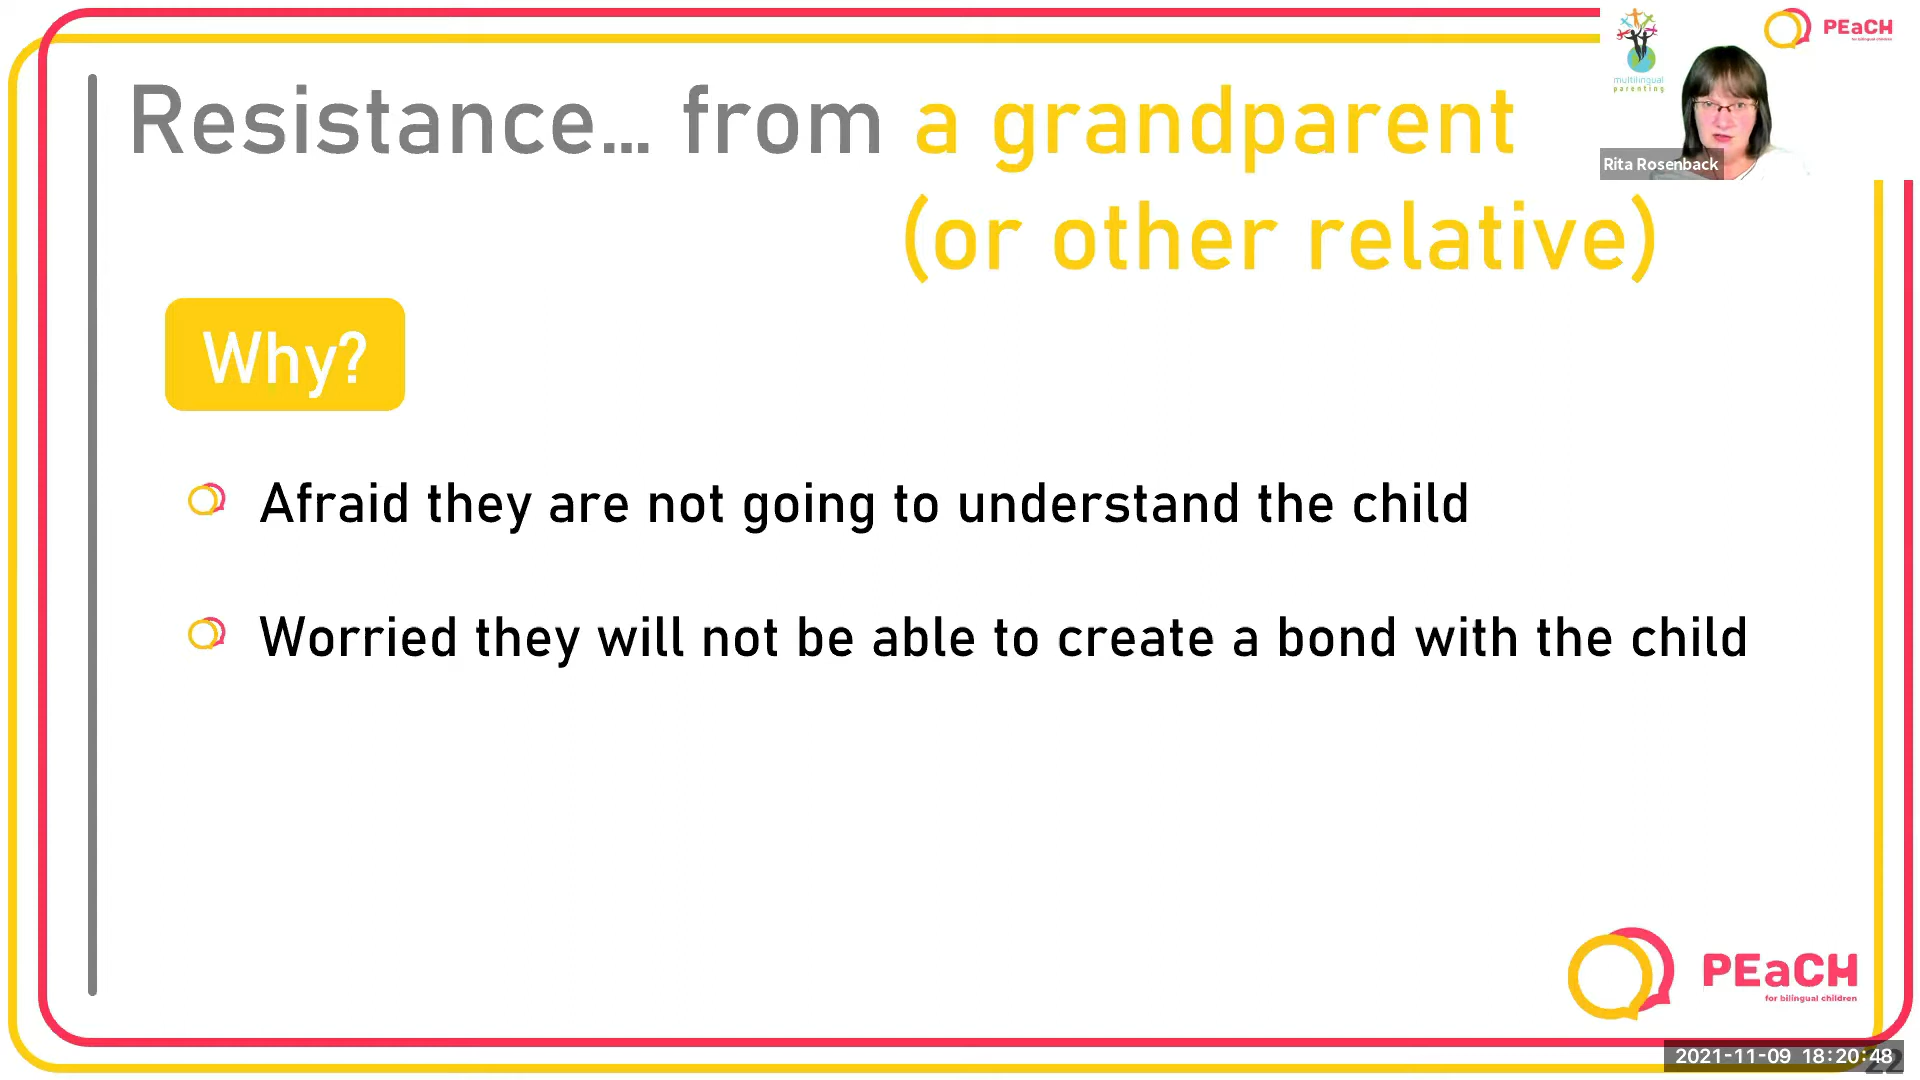 Resistance... from a grandparent
(or other relative)
Why?
Afraid they are not going to understand the child
Worried they will not be able to create a bond with the child
multilingual
parenting
PEaCH
for bilingual children
Rita Rosenback
PEaCH
for bilingual children
2021-11-09 18:20:48
22